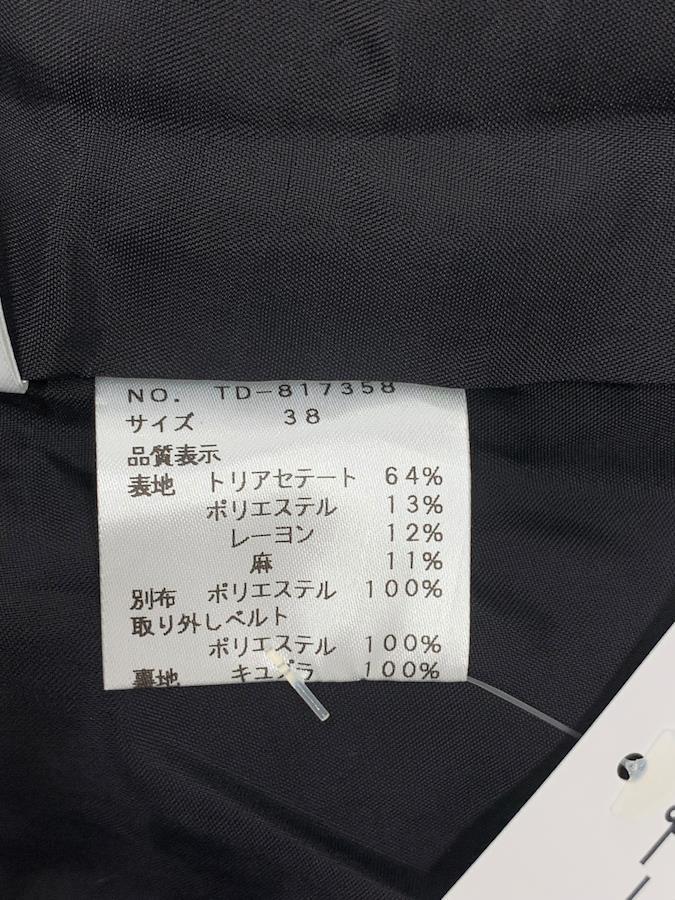 NO. TD-817358
サイズ 38
品質表示
表地 トリアセテート 64%
ポリエステル 13%
レーヨン 12%
麻 11%
別布 ポリエステル 100%
取り外しベルト
ポリエステル 100%
裏地 キュプラ 100%